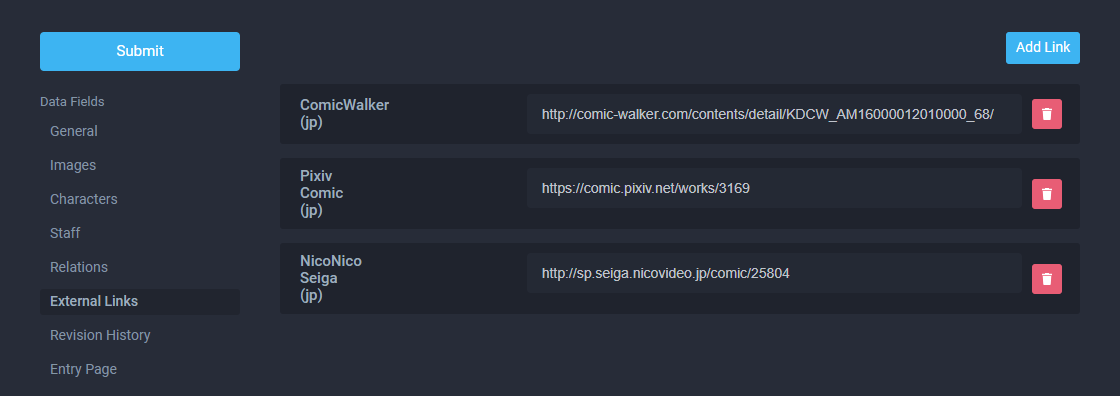 Submit
Add Link
Data Fields
General
Images
Characters
Staff
Relations
External Links
Revision History
Entry Page
ComicWalker
(jp)
http://comic-walker.com/contents/detail/KDCW_AM16000012010000_68/
Pixiv
Comic
(jp)
https://comic.pixiv.net/works/3169
NicoNico
Seiga
(jp)
http://sp.seiga.nicovideo.jp/comic/25804